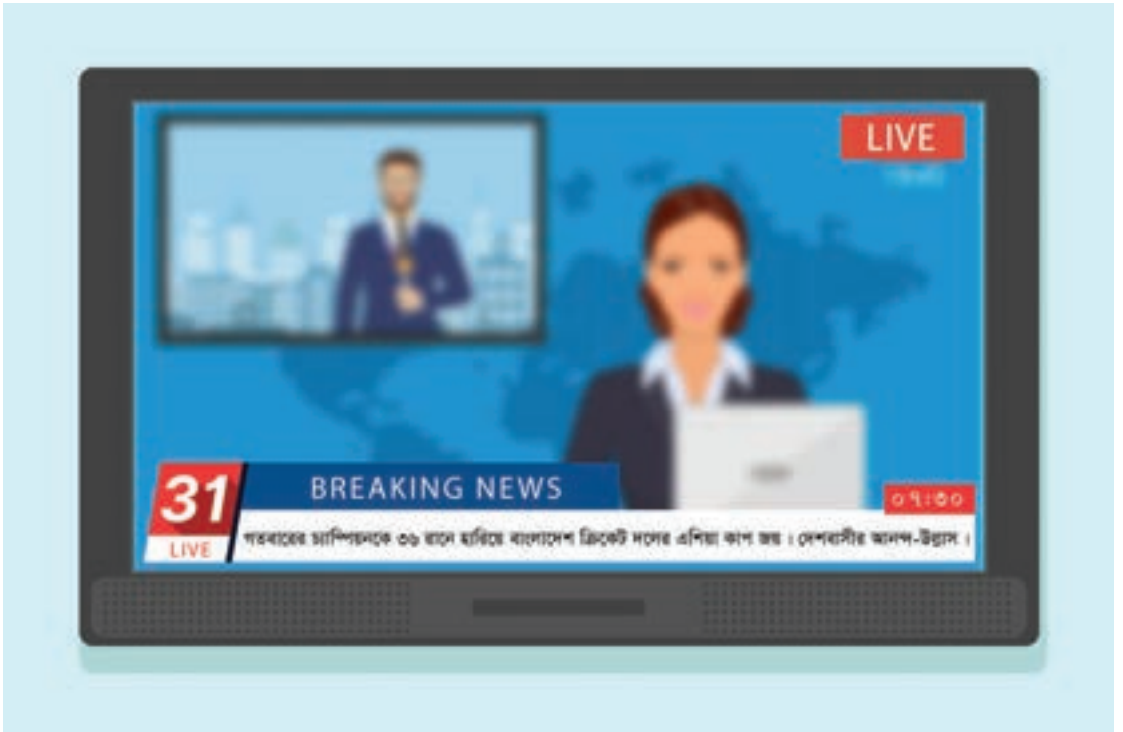 LIVE
31
BREAKING NEWS
০৭:৩০
LIVE
গতবারের চ্যাম্পিয়নকে ৩৬ রানে হারিয়ে বাংলাদেশ ক্রিকেট দলের এশিয়া কাপ জয় । দেশবাসীর আনন্দ-উল্লাস ।